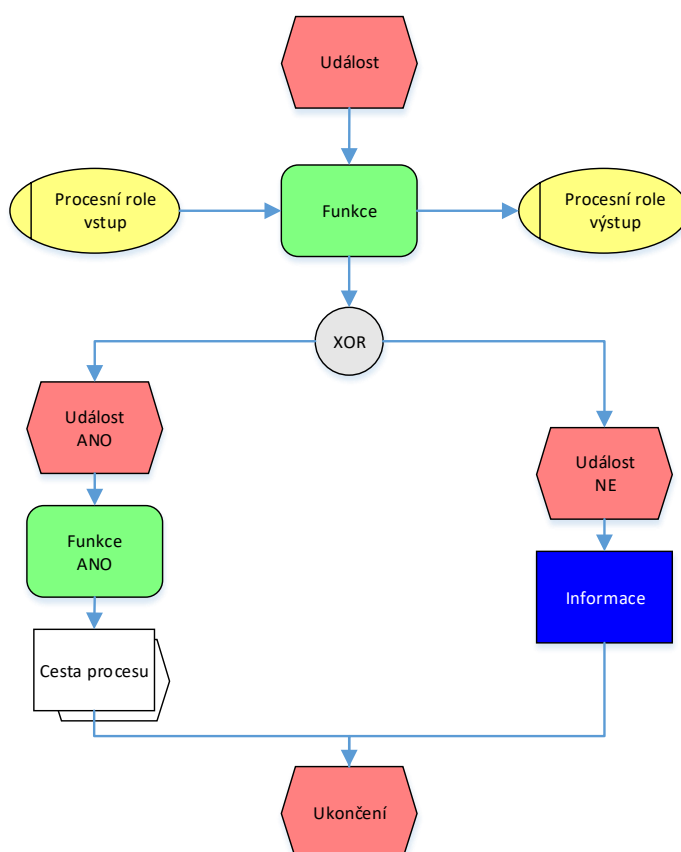 Událost
Procesní role
vstup
Funkce
Procesní role
výstup
XOR
Událost
ANO
Událost
NE
Funkce
ANO
Informace
Cesta procesu
Ukončení